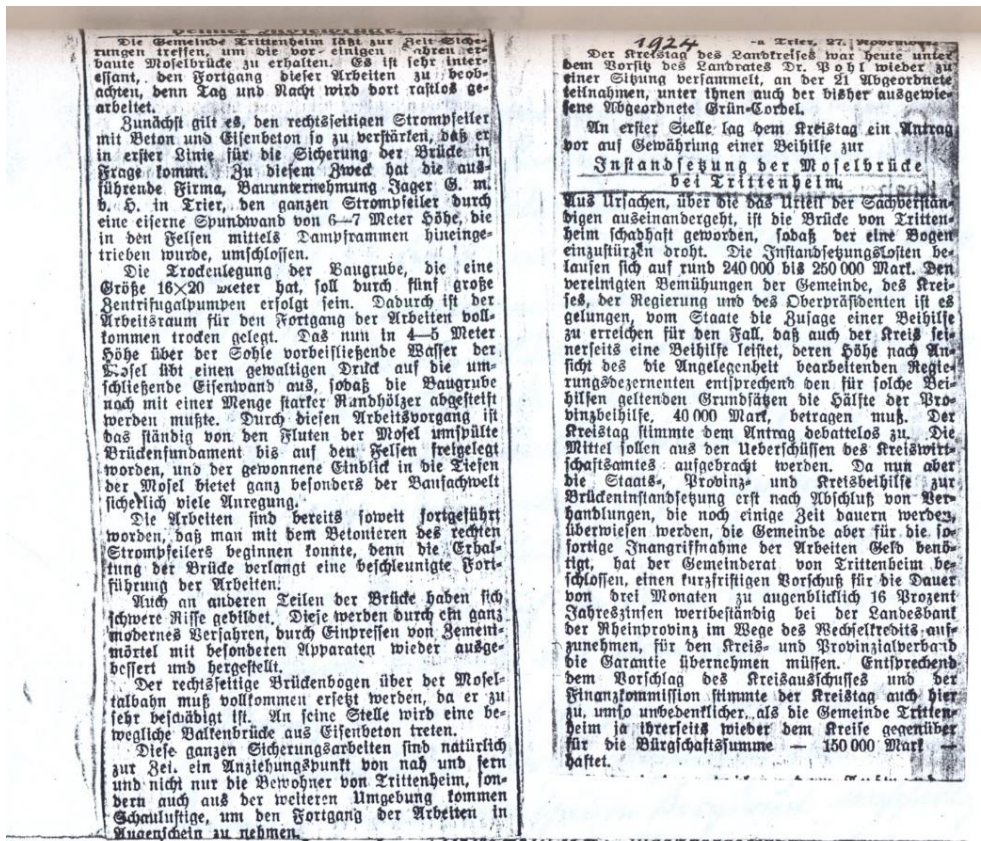 Die Gemeinde Trittenheim läßt zur Zeit Siche-
rungen treffen, um die vor einigen Jahren er-
baute Moselbrücke zu erhalten. Es ist sehr inter-
essant, den Fortgang dieser Arbeiten zu beob-
achten, denn Tag und Nacht wird dort rastlos ge-
arbeitet.
Zunächst gilt es, den rechtsseitigen Strompfeiler
mit Beton und Eisenbeton so zu verstärken, daß er
in erster Linie für die Sicherung der Brücke in
Frage kommt. Zu diesem Zweck hat die aus-
führende Firma, Bauunternehmung Jager G. m.
b. H. in Trier, den ganzen Strompfeiler durch
eine eiserne Spundwand von 6—7 Meter Höhe, die
in den Felsen mittels Dampframmen hineinge-
trieben wurde, umschlossen.
Die Trockenlegung der Baugrube, die eine
Größe 16×20 Meter hat, soll durch fünf große
Zentrifugalpumpen erfolgt sein. Dadurch ist der
Arbeitsraum für den Fortgang der Arbeiten voll-
kommen trocken gelegt. Das nun in 4—5 Meter
Höhe über der Sohle vorbeifließende Wasser der
Mosel übt einen gewaltigen Druck auf die um-
schließende Eisenwand aus, sodaß die Baugrube
noch mit einer Menge starker Rundhölzer abgesteift
werden mußte. Durch diesen Arbeitsvorgang ist
das ständig von den Fluten der Mosel umspülte
Brückenfundament bis auf den Felsen freigelegt
worden, und der gewonnene Einblick in die Tiefen
der Mosel bietet ganz besonders der Baufachwelt
sicherlich viele Anregung.
Die Arbeiten sind bereits soweit fortgeführt
worden, daß man mit dem Betonieren des rechten
Strompfeilers beginnen konnte, denn die Erhal-
tung der Brücke verlangt eine beschleunigte Fort-
führung der Arbeiten.
Auch an anderen Teilen der Brücke haben sich
schwere Risse gebildet. Diese werden durch ein ganz
modernes Verfahren, durch Einpressen von Zement-
mörtel mit besonderen Apparaten wieder ausge-
bessert und hergestellt.
Der rechtsseitige Brückenbogen über der Mosel-
talbahn muß vollkommen ersetzt werden, da er zu
sehr beschädigt ist. An seine Stelle wird eine be-
wegliche Balkenbrücke aus Eisenbeton treten.
Diese ganzen Sicherungsarbeiten sind natürlich
zur Zeit ein Anziehungspunkt von nah und fern
und nicht nur die Bewohner von Trittenheim, son-
dern auch aus der weiteren Umgebung kommen
Schaulustige, um den Fortgang der Arbeiten in
Augenschein zu nehmen.
1924 Trier, 27. November
Der Kreistag des Landkreises war heute unter
dem Vorsitz des Landrates Dr. Pohl wieder zu
einer Sitzung versammelt, an der 21 Abgeordnete
teilnahmen, unter ihnen auch der bisher ausgewie-
sene Abgeordnete Grün-Cordel.
An erster Stelle lag dem Kreistag ein Antrag
vor auf Gewährung einer Beihilfe zur
Instandsetzung der Moselbrücke
bei Trittenheim.
Aus Ursachen, über die das Urteil der Sachverstän-
digen auseinandergeht, ist die Brücke von Tritten-
heim schadhaft geworden, sodaß der eine Bogen
einzustürzen droht. Die Instandsetzungskosten be-
laufen sich auf rund 240 000 bis 250 000 Mark. Den
vereinigten Bemühungen der Gemeinde, des Krei-
ses, der Regierung und des Oberpräsidenten ist es
gelungen, vom Staate die Zusage einer Beihilfe
zu erreichen für den Fall, daß auch der Kreis sei-
nerseits eine Beihilfe leistet, deren Höhe nach An-
sicht des die Angelegenheit bearbeitenden Regie-
rungsdezernenten entsprechend den für solche Bei-
hilfen geltenden Grundsätzen die Hälfte der Pro-
vinzbeihilfe, 40 000 Mark, betragen muß. Der
Kreistag stimmte dem Antrag debattelos zu. Die
Mittel sollen aus den Ueberschüssen des Kreiswirt-
schaftsamtes aufgebracht werden. Da nun aber
die Staats-, Provinz- und Kreisbeihilfe zur
Brückeninstandsetzung erst nach Abschluß von Ver-
handlungen, die noch einige Zeit dauern werden,
überwiesen werden, die Gemeinde aber für die so-
fortige Inangriffnahme der Arbeiten Geld benö-
tigt, hat der Gemeinderat von Trittenheim be-
schlossen, einen kurzfristigen Vorschuß für die Dauer
von drei Monaten zu augenblicklich 16 Prozent
Jahreszinsen wertbeständig bei der Landesbank
der Rheinprovinz im Wege des Wechselkredits auf-
zunehmen, für den Kreis- und Provinzialverband
die Garantie übernehmen müssen. Entsprechend
dem Vorschlag des Kreisausschusses und der
Finanzkommission stimmte der Kreistag auch hier
zu, umso unbedenklicher, als die Gemeinde Tritten-
heim ja ihrerseits wieder dem Kreise gegenüber
für die Bürgschaftssumme — 150 000 Mark —
haftet.